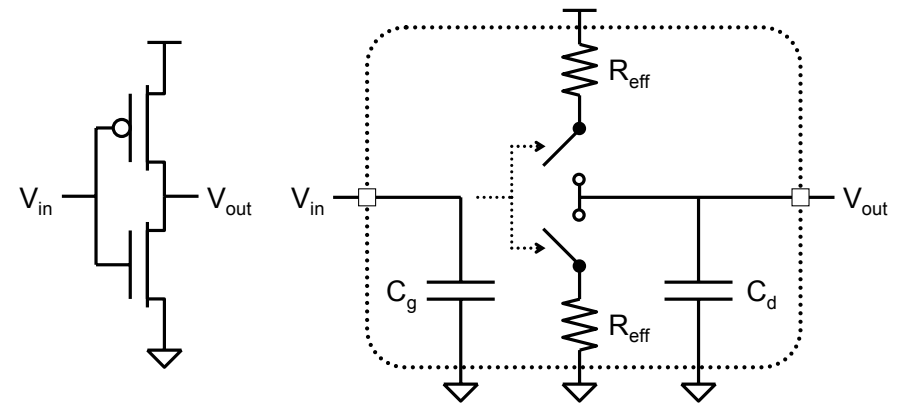 V_in
V_out
V_in
R_eff
C_g
R_eff
C_d
V_out